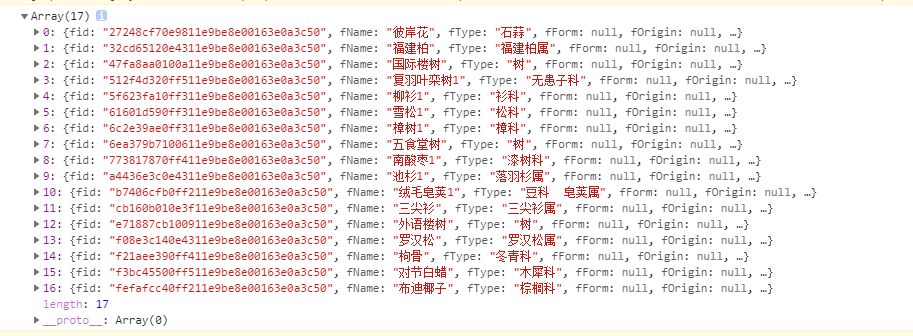 ▼Array(17) i
▶0: {fid: "27248cf70e9811e9be8e00163e0a3c50", fName: "彼岸花", fType: "石蒜", fForm: null, fOrigin: null, …}
▶1: {fid: "32cd65120e4311e9be8e00163e0a3c50", fName: "福建柏", fType: "福建柏属", fForm: null, fOrigin: null, …}
▶2: {fid: "47fa8aa0100a11e9be8e00163e0a3c50", fName: "国际楼树", fType: "树", fForm: null, fOrigin: null, …}
▶3: {fid: "512f4d320ff511e9be8e00163e0a3c50", fName: "复羽叶栾树1", fType: "无患子科", fForm: null, fOrigin: null, …}
▶4: {fid: "5f623fa10ff311e9be8e00163e0a3c50", fName: "柳衫1", fType: "衫科", fForm: null, fOrigin: null, …}
▶5: {fid: "61601d590ff311e9be8e00163e0a3c50", fName: "雪松1", fType: "松科", fForm: null, fOrigin: null, …}
▶6: {fid: "6c2e39ae0ff311e9be8e00163e0a3c50", fName: "樟树1", fType: "樟科", fForm: null, fOrigin: null, …}
▶7: {fid: "6ea379b7100611e9be8e00163e0a3c50", fName: "五食堂树", fType: "树", fForm: null, fOrigin: null, …}
▶8: {fid: "773817870ff411e9be8e00163e0a3c50", fName: "南酸枣1", fType: "漆树科", fForm: null, fOrigin: null, …}
▶9: {fid: "a4436e3c0e4311e9be8e00163e0a3c50", fName: "池杉1", fType: "落羽杉属", fForm: null, fOrigin: null, …}
▶10: {fid: "b7406cfb0ff211e9be8e00163e0a3c50", fName: "绒毛皂荚1", fType: "豆科　皂荚属", fForm: null, fOrigin: null, …}
▶11: {fid: "cb160b010e3f11e9be8e00163e0a3c50", fName: "三尖衫", fType: "三尖衫属", fForm: null, fOrigin: null, …}
▶12: {fid: "e71887cb100911e9be8e00163e0a3c50", fName: "外语楼树", fType: "树", fForm: null, fOrigin: null, …}
▶13: {fid: "f08e3c140e4311e9be8e00163e0a3c50", fName: "罗汉松", fType: "罗汉松属", fForm: null, fOrigin: null, …}
▶14: {fid: "f21aee390ff411e9be8e00163e0a3c50", fName: "枸骨", fType: "冬青科", fForm: null, fOrigin: null, …}
▶15: {fid: "f3bc45500ff511e9be8e00163e0a3c50", fName: "对节白蜡", fType: "木犀科", fForm: null, fOrigin: null, …}
▶16: {fid: "fefafcc40ff211e9be8e00163e0a3c50", fName: "布迪椰子", fType: "棕榈科", fForm: null, fOrigin: null, …}
length: 17
▶__proto__: Array(0)